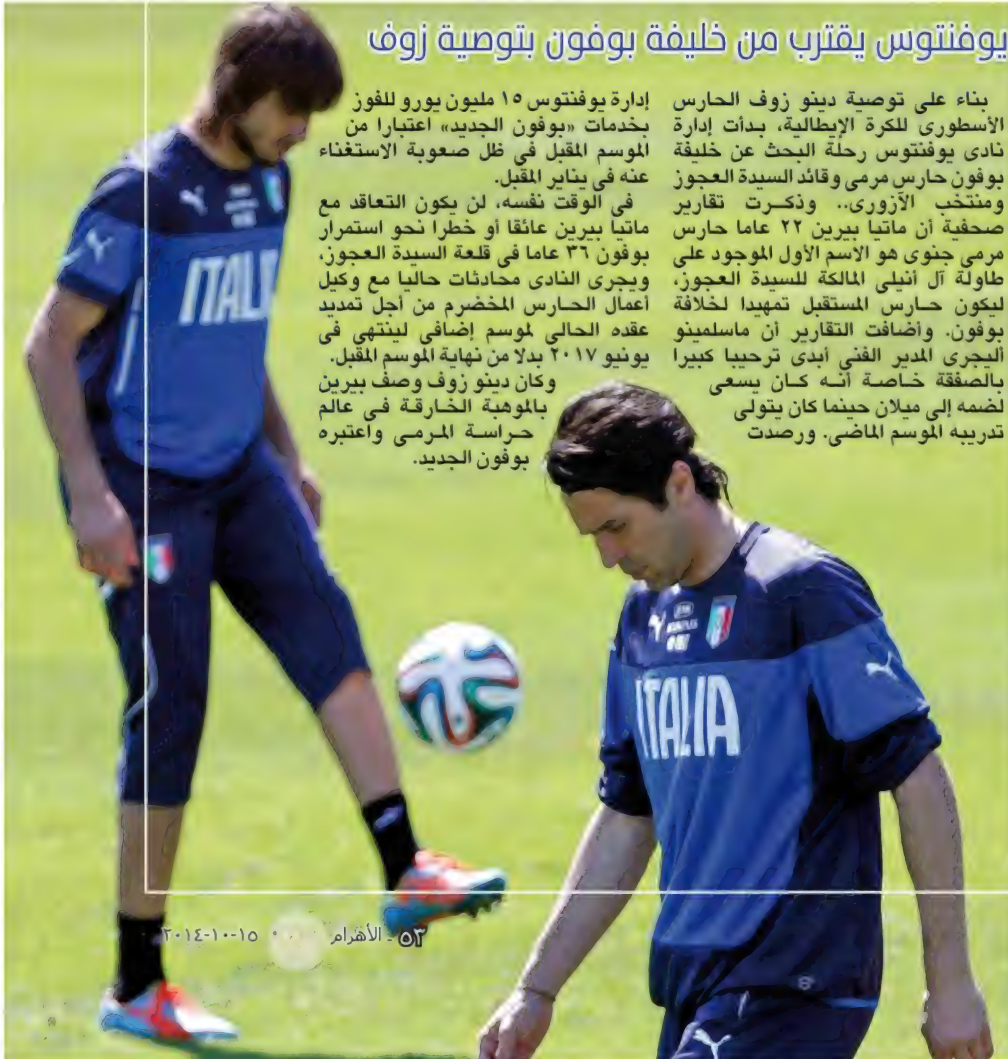 يوفنتوس يقترب من خليفة بوفون بتوصية زوف
بناء على توصية دينو زوف الحارس
الأسطورى للكرة الإيطالية، بدأت إدارة
نادى يوفنتوس رحلة البحث عن خليفة
بوفون حارس مرمى وقائد السيدة العجوز
ومنتخب الآزورى.. وذكرت تقارير
صحفية أن ماتيا بيرين ٢٢ عاما حارس
مرمى جنوى هو الاسم الأول الموجود على
طاولة آل أنيلى المالكة للسيدة العجوز،
ليكون حارس المستقبل تمهيدا لخلافة
بوفون. وأضافت التقارير أن ماسلمينو
أليجرى المدير الفنى أبدى ترحيبا كبيرا
بالصفقة خاصة أنه كان يسعى
لضمه إلى ميلان حينما كان يتولى
تدريبه الموسم الماضى. ورصدت
إدارة يوفنتوس ١٥ مليون يورو للفوز
بخدمات «بوفون الجديد» اعتبارا من
الموسم المقبل فى ظل صعوبة الاستغناء
عنه فى يناير المقبل.
فى الوقت نفسه، لن يكون التعاقد مع
ماتيا بيرين عائقا أو خطرا نحو استمرار
بوفون ٣٦ عاما فى قلعة السيدة العجوز،
ويجرى النادى محادثات حاليا مع وكيل
أعمال الحارس المخضرم من أجل تمديد
عقده الحالى لموسم إضافى لينتهى فى
يونيو ٢٠١٧ بدلا من نهاية الموسم المقبل.
وكان دينو زوف وصف بيرين
بالموهبة الخارقة فى عالم
حراسة المرمى واعتبره
بوفون الجديد.
ITALI
ITALIA
٥٣ - الأهرام ١٥-١٠-٢٠١٤